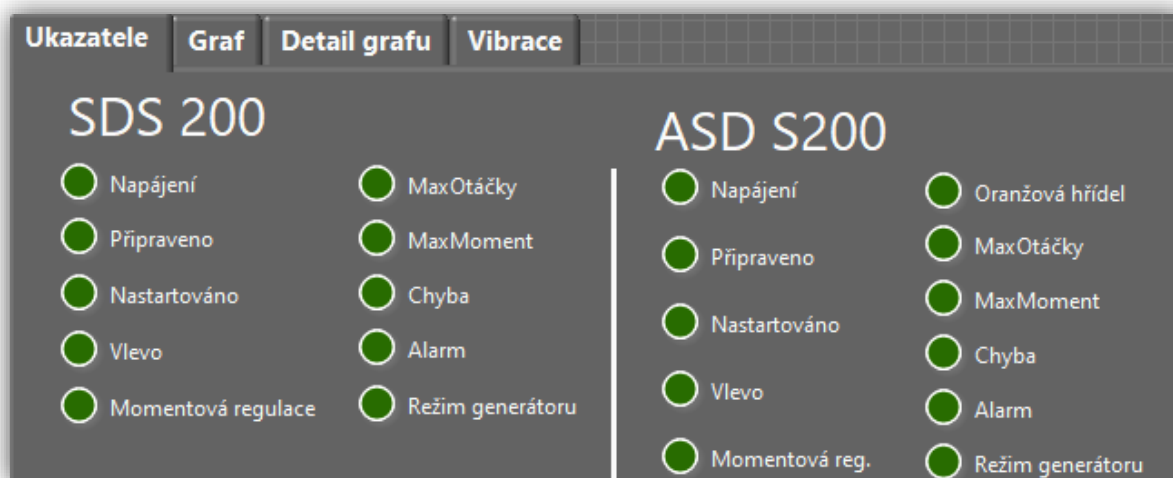 Ukazatele
Graf
Detail grafu
Vibrace
SDS 200
Napájení
Připraveno
Nastartováno
Vlevo
Momentová regulace
MaxOtáčky
MaxMoment
Chyba
Alarm
Režim generátoru
ASD S200
Napájení
Připraveno
Nastartováno
Vlevo
Momentová reg.
Oranžová hřídel
MaxOtáčky
MaxMoment
Chyba
Alarm
Režim generátoru